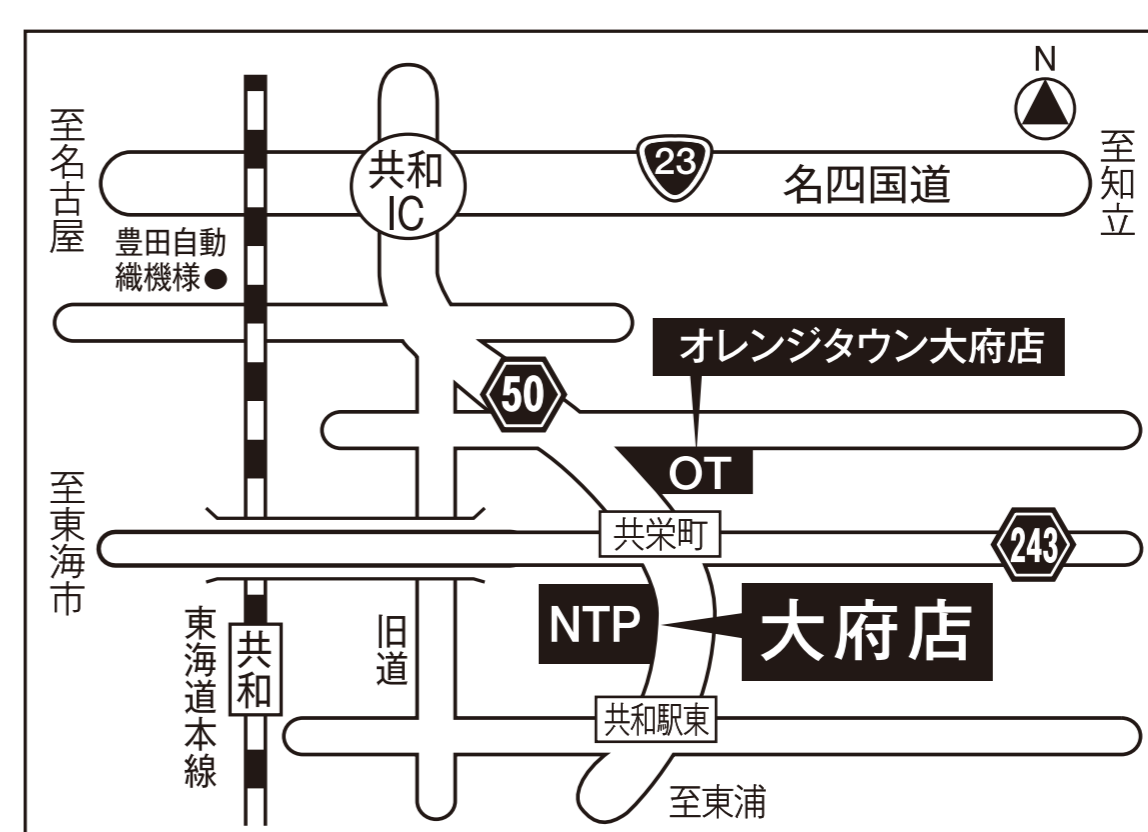 N
至名古屋
共和
IC
23
名四国道
至知立
豊田自動
織機様●
オレンジタウン大府店
50
OT
至東海市
共栄町
243
NTP
大府店
東海道本線
共和
旧道
共和駅東
至東浦